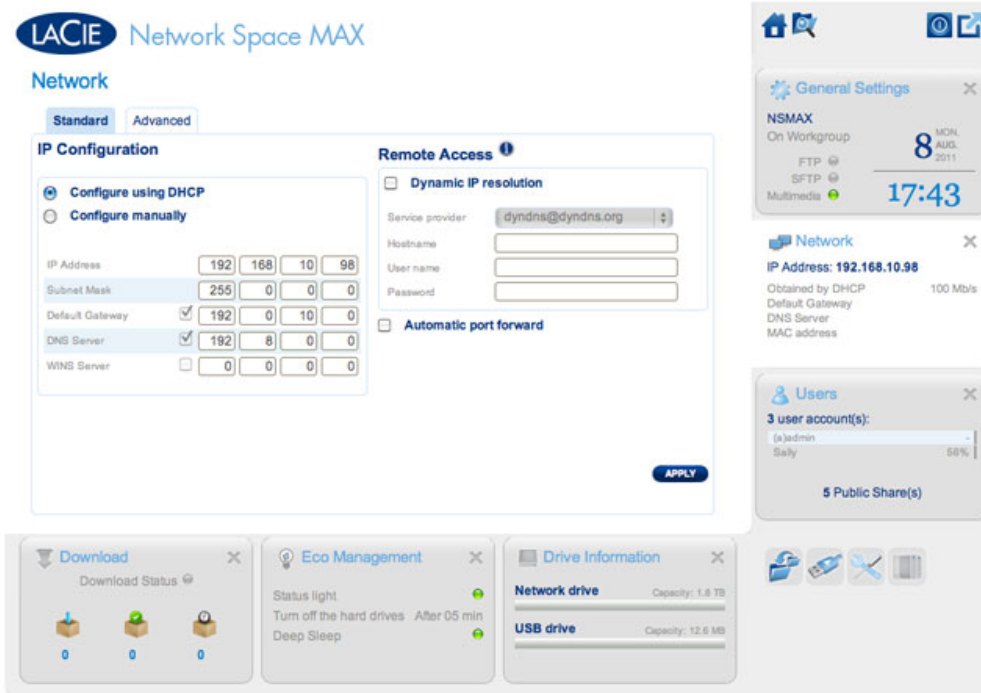 LACIE Network Space MAX
Network
Standard Advanced
IP Configuration
Configure using DHCP
Configure manually
IP Address 192 168 10 98
Subnet Mask 255 0 0 0
Default Gateway 192 0 10 0
DNS Server 192 8 0 0
WINS Server 0 0 0 0
Remote Access
Dynamic IP resolution
Service provider dyndns@dyndns.org
Hostname
User name
Password
Automatic port forward
APPLY
General Settings
NSMAX
On Workgroup
FTP
SFTP
Multimedia
8 MON. AUG. 2011
17:43
Network
IP Address: 192.168.10.98
Obtained by DHCP 100 Mb/s
Default Gateway
DNS Server
MAC address
Users
3 user account(s):
(a)admin -
Sally 56%
5 Public Share(s)
Download
Download Status
0 0 0
Eco Management
Status light
Turn off the hard drives After 05 min
Deep Sleep
Drive Information
Network drive Capacity: 1.8 TB
USB drive Capacity: 12.6 MB